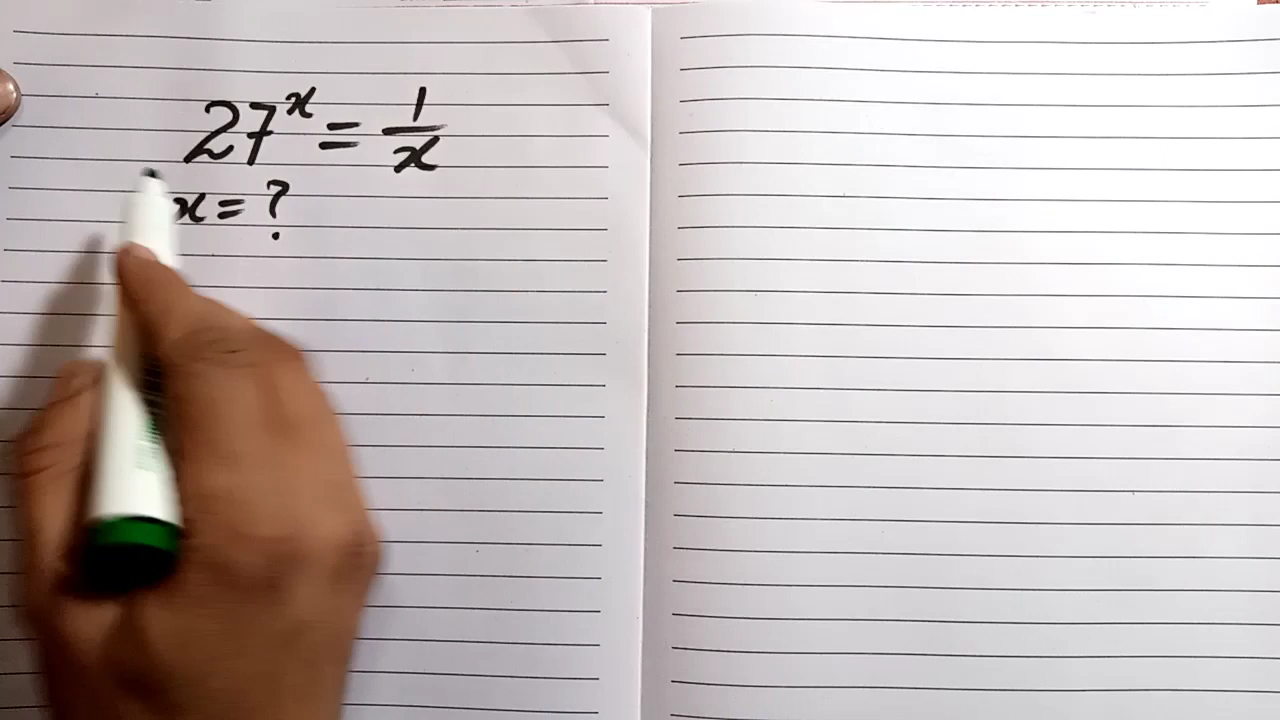 27^x = 1/x
x = ?